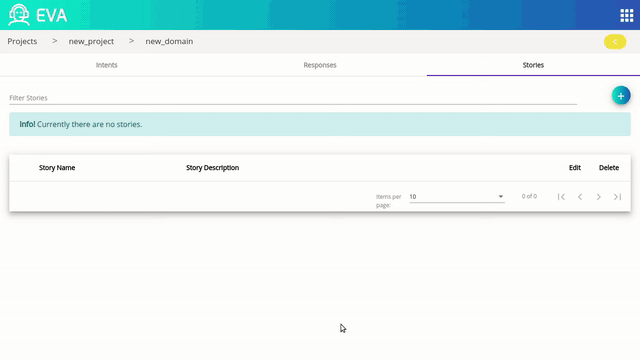 EVA
Projects > new_project > new_domain
Intents Responses Stories
Filter Stories
+
Info! Currently there are no stories.
Story Name Story Description Edit Delete
Items per page: 10 0 of 0